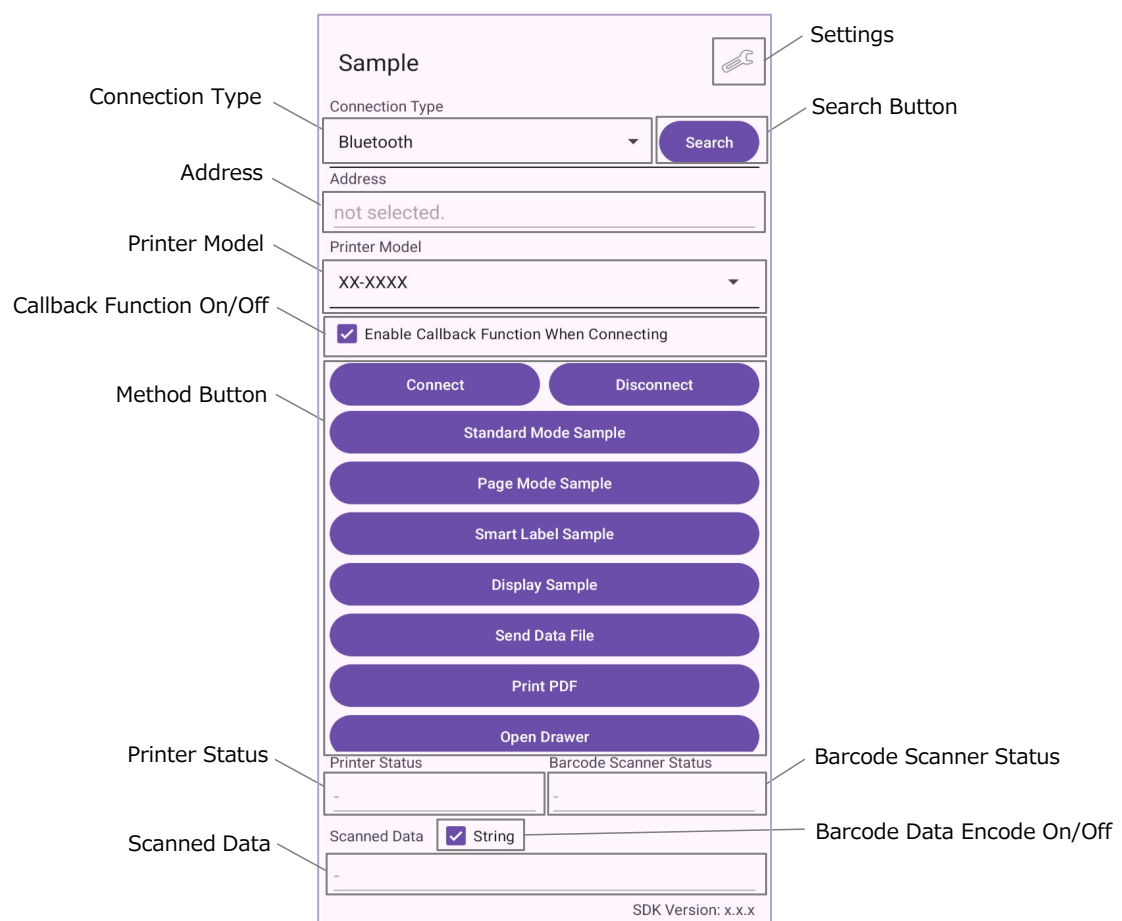 Settings
Sample
Connection Type
Connection Type
Search Button
Bluetooth
Search
Address
Address
not selected.
Printer Model
Printer Model
XX-XXXX
Callback Function On/Off
Enable Callback Function When Connecting
Method Button
Connect
Disconnect
Standard Mode Sample
Page Mode Sample
Smart Label Sample
Display Sample
Send Data File
Print PDF
Open Drawer
Printer Status
Printer Status
Barcode Scanner Status
Barcode Scanner Status
-
-
Scanned Data
String
Barcode Data Encode On/Off
Scanned Data
-
SDK Version: x.x.x